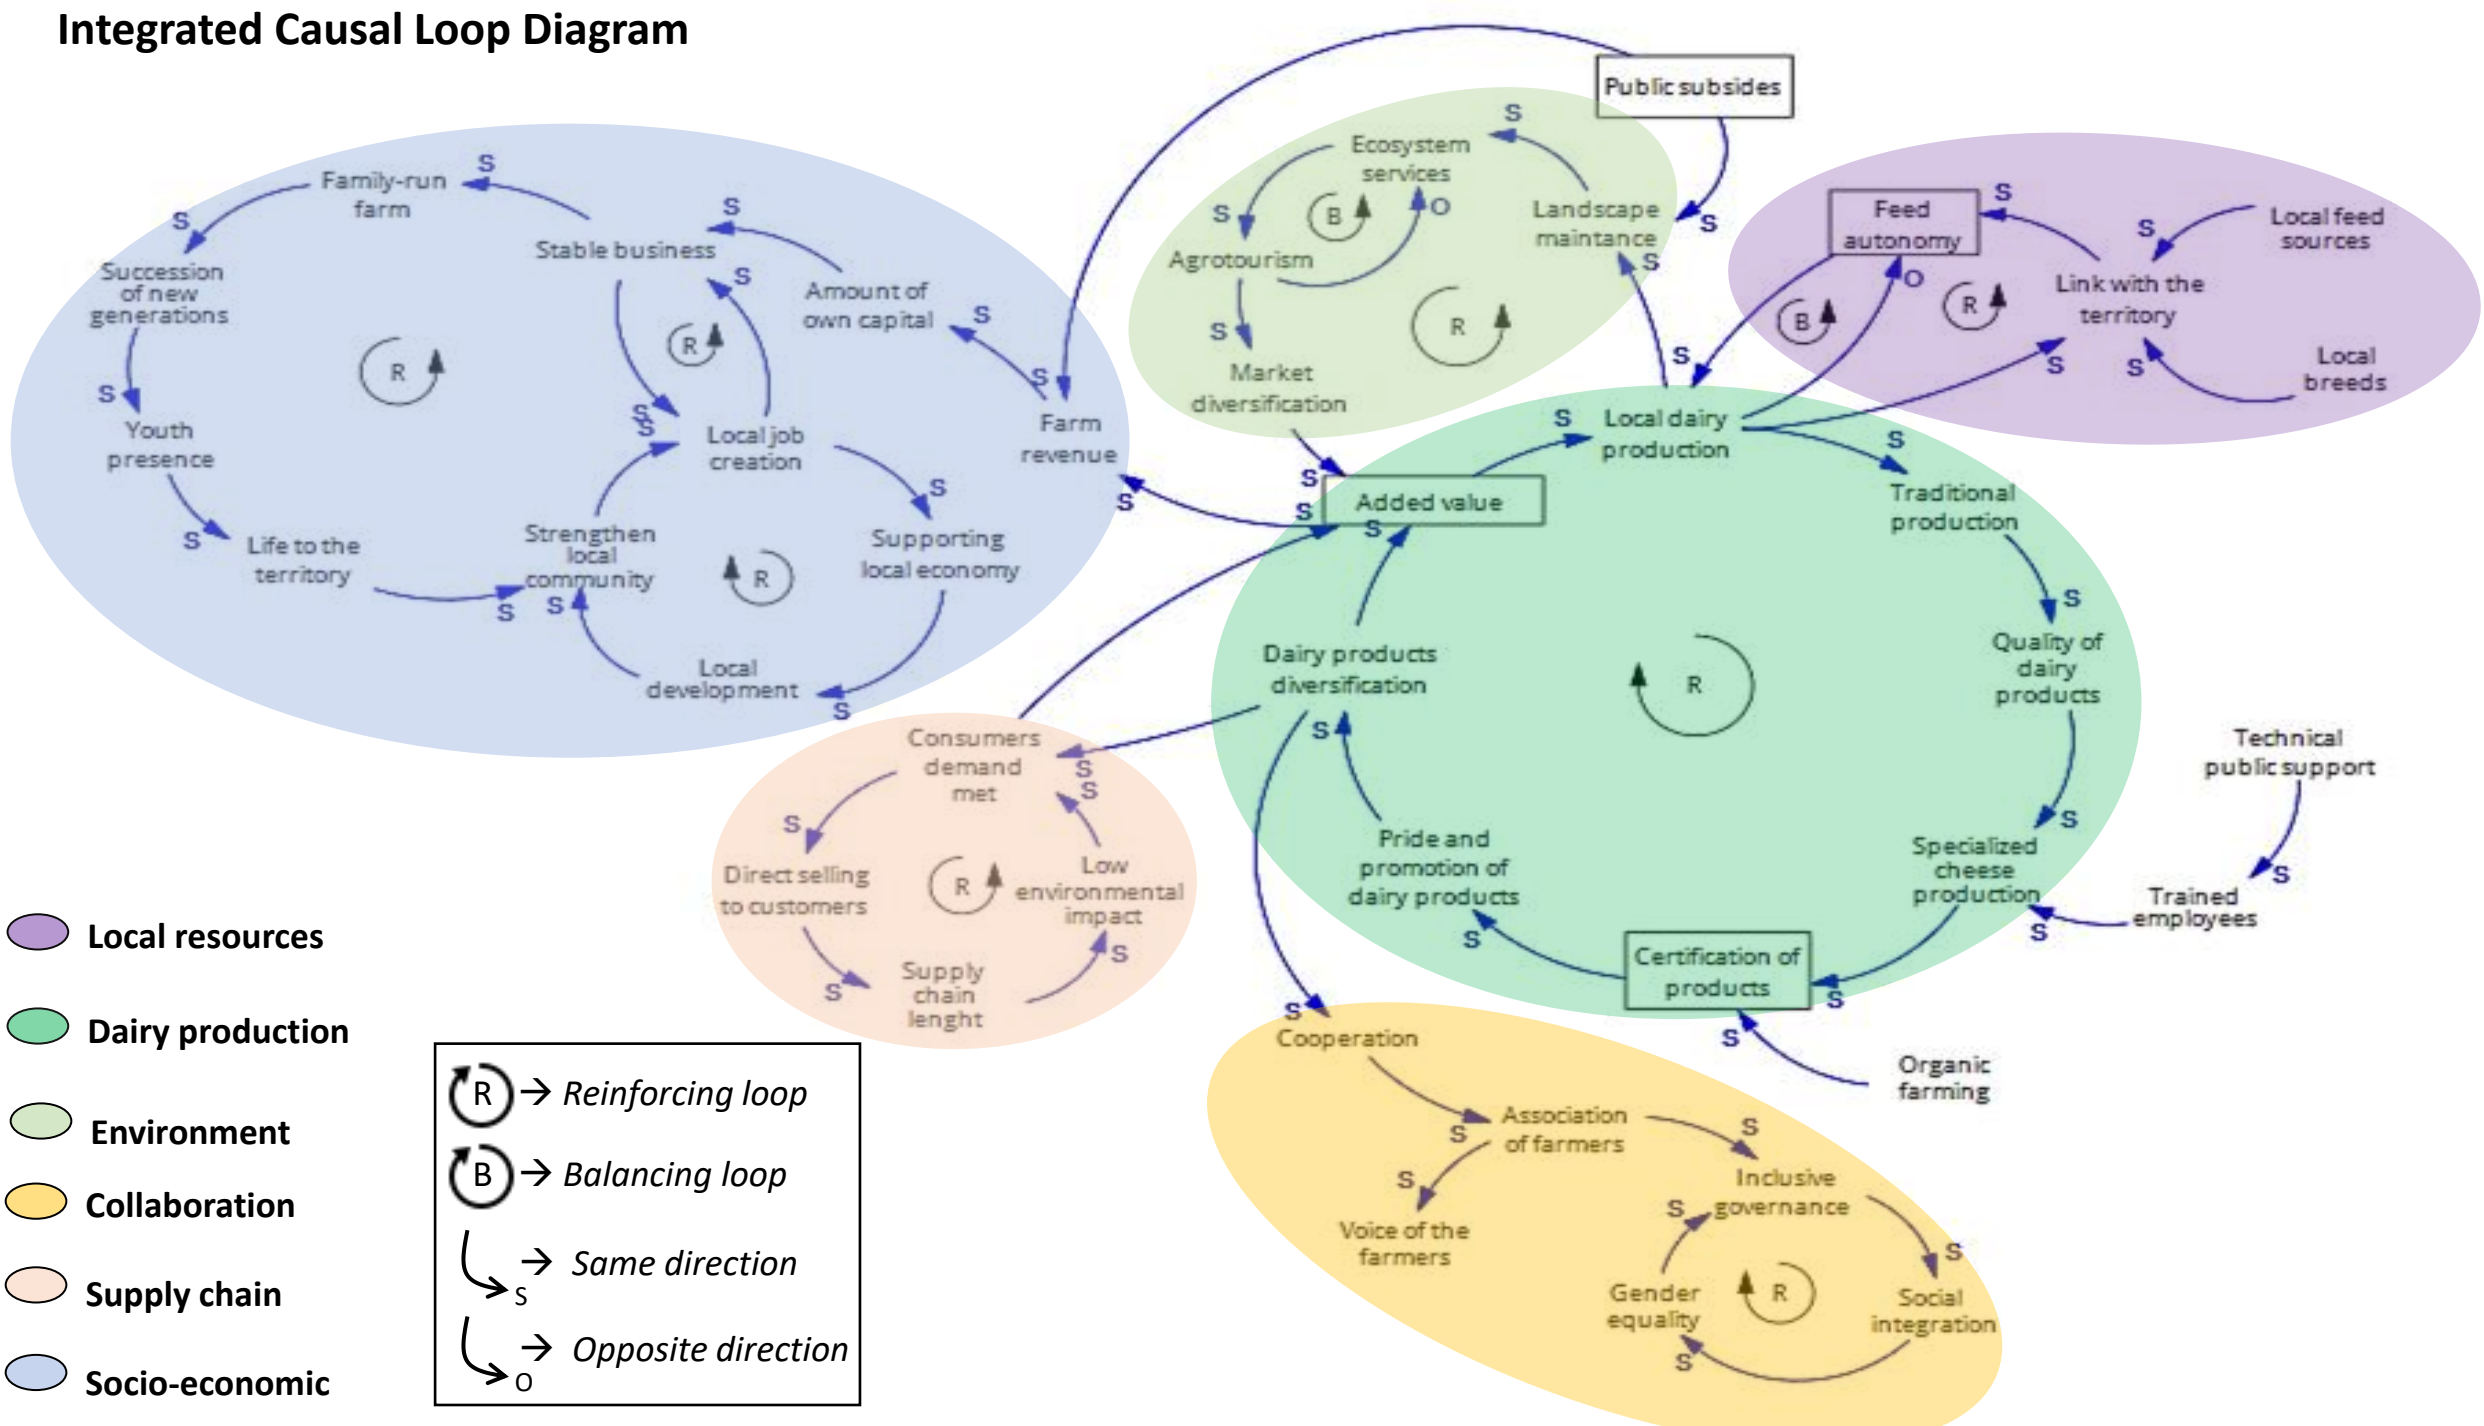 Integrated Causal Loop Diagram
Public subsides
S
S
Family-run
farm
S
S
Succession
of new
generations
S
Youth
presence
S
Life to the
territory
S
Stable business
S
S
Amount of
own capital
S
S
Farm
revenue
S
R
R
S
S
Local job
creation
S
Strengthen
local
community
S
R
Supporting
local economy
S
Local
development
S
Ecosystem
services
S
B
O
Landscape
maintance
S
Agrotourism
S
R
Market
diversification
S
Feed
autonomy
S
S
Local feed
sources
O
B
R
Link with the
territory
S
S
S
Local
breeds
S
Local dairy
production
S
Added value
S
S
Traditional
production
S
Quality of
dairy
products
S
Specialized
cheese
production
S
Dairy products
diversification
S
R
Pride and
promotion of
dairy products
S
Certification of
products
S
S
Technical
public support
S
Trained
employees
Organic
farming
Consumers
demand
met
S
S
S
Direct selling
to customers
R
Low
environmental
impact
S
S
Supply
chain
lenght
S
Cooperation
S
Association
of farmers
S
S
Voice of the
farmers
Inclusive
governance
S
S
Gender
equality
R
Social
integration
S
Local resources
Dairy production
Environment
Collaboration
Supply chain
Socio-economic
R → Reinforcing loop
B → Balancing loop
S → Same direction
O → Opposite direction